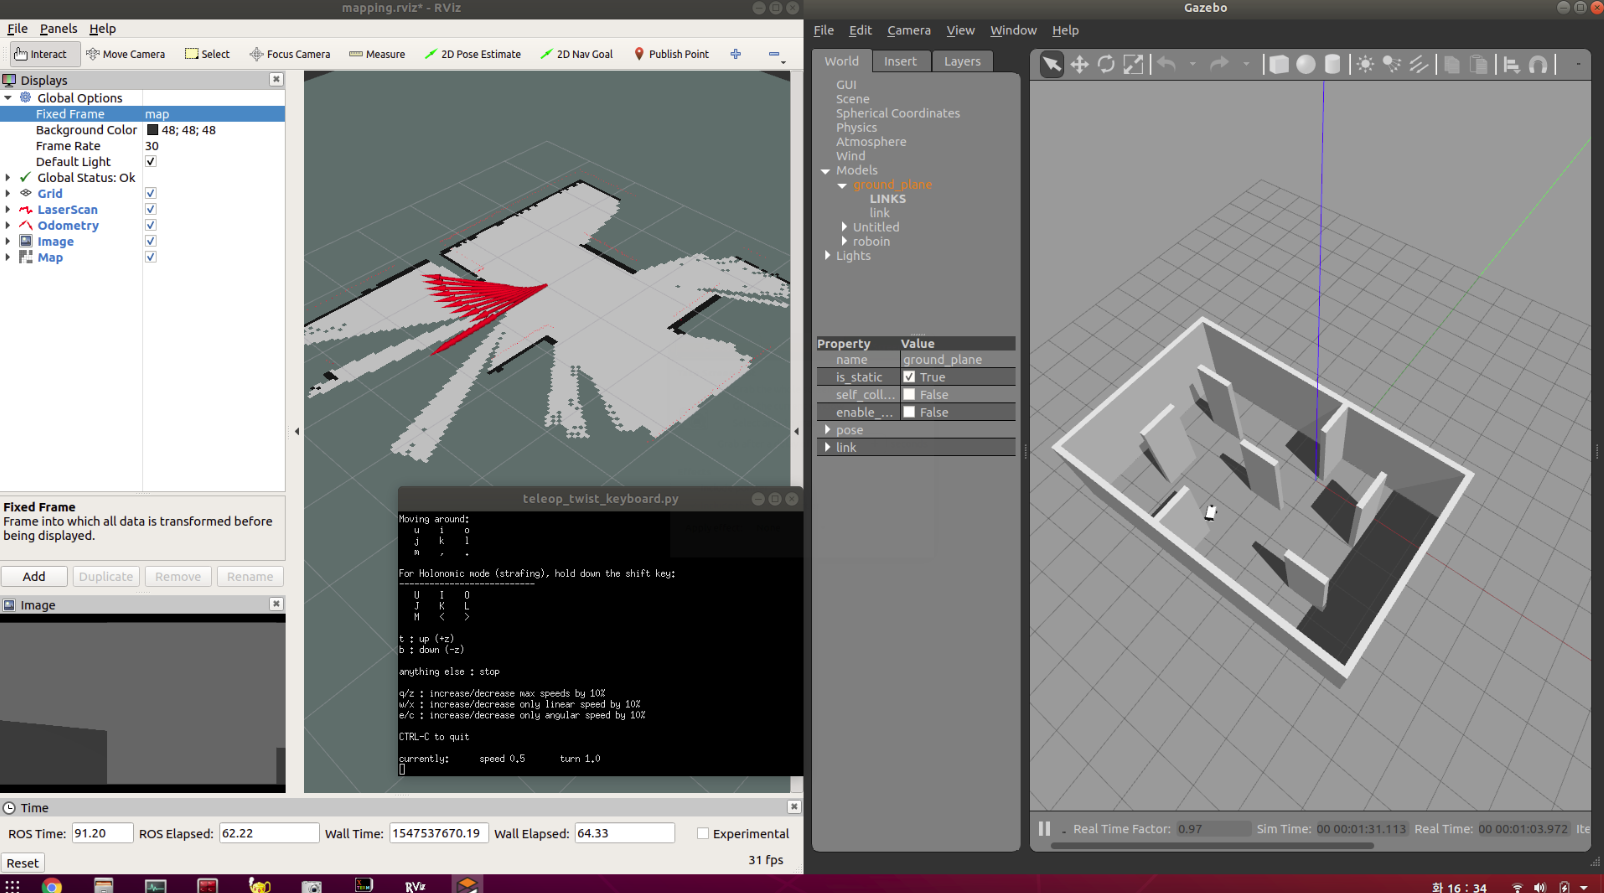 mapping.rviz* - RViz
File Panels Help
Interact Move Camera Select Focus Camera Measure 2D Pose Estimate 2D Nav Goal Publish Point
Displays
Global Options
Fixed Frame map
Background Color 48; 48; 48
Frame Rate 30
Default Light
Global Status: Ok
Grid
LaserScan
Odometry
Image
Map
Fixed Frame
Frame into which all data is transformed before
being displayed.
Add Duplicate Remove Rename
Image
teleop_twist_keyboard.py
Moving around:
u i o
j k l
m , .
For Holonomic mode (strafing), hold down the shift key:
---------------------------
U I O
J K L
M < >
t : up (+z)
b : down (-z)
anything else : stop
q/z : increase/decrease max speeds by 10%
w/x : increase/decrease only linear speed by 10%
e/c : increase/decrease only angular speed by 10%
CTRL-C to quit
currently: speed 0.5 turn 1.0
Time
ROS Time: 91.20 ROS Elapsed: 62.22 Wall Time: 1547537670.19 Wall Elapsed: 64.33 Experimental
Reset 31 fps
Gazebo
File Edit Camera View Window Help
World Insert Layers
GUI
Scene
Spherical Coordinates
Physics
Atmosphere
Wind
Models
ground_plane
LINKS
link
Untitled
roboin
Lights
Property Value
name ground_plane
is_static True
self_coll... False
enable_... False
pose
link
Real Time Factor: 0.97 Sim Time: 00 00:01:31.113 Real Time: 00 00:01:03.972 Ite
RViz
화 16 : 34